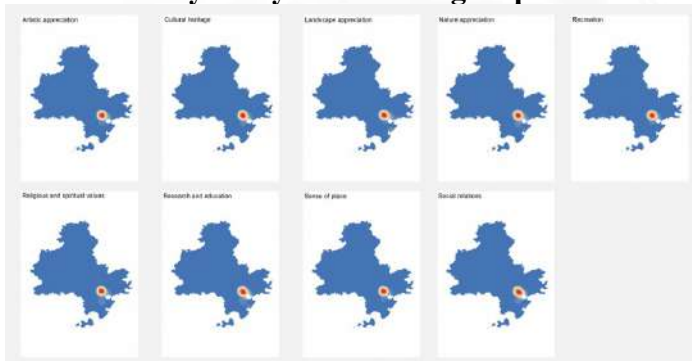 Artistic appreciation
Cultural heritage
Landscape appreciation
Nature appreciation
Recreation
Religious and spiritual values
Research and education
Sense of place
Social relations